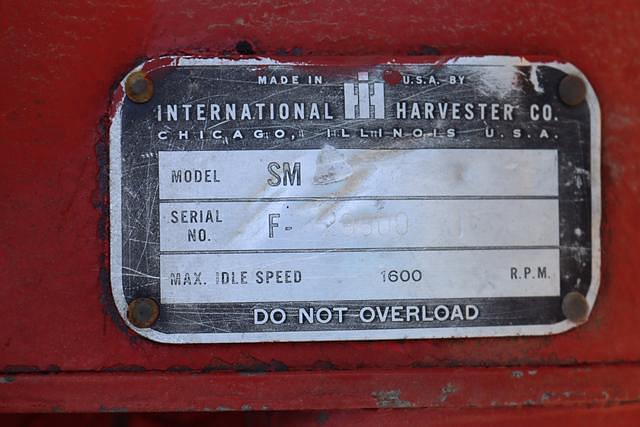 MADE IN IH U.S.A. BY
INTERNATIONAL HARVESTER CO.
CHICAGO, ILLINOIS U.S.A.
MODEL SM
SERIAL NO. F-
MAX. IDLE SPEED 1600 R.P.M.
DO NOT OVERLOAD